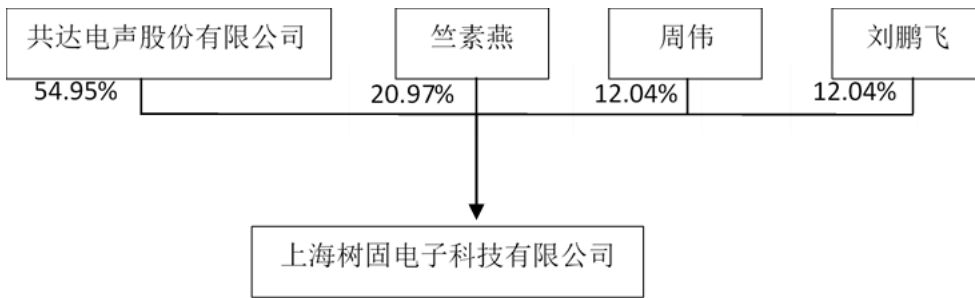 共达电声股份有限公司
竺素燕
周伟
刘鹏飞
54.95%
20.97%
12.04%
12.04%
上海树固电子科技有限公司